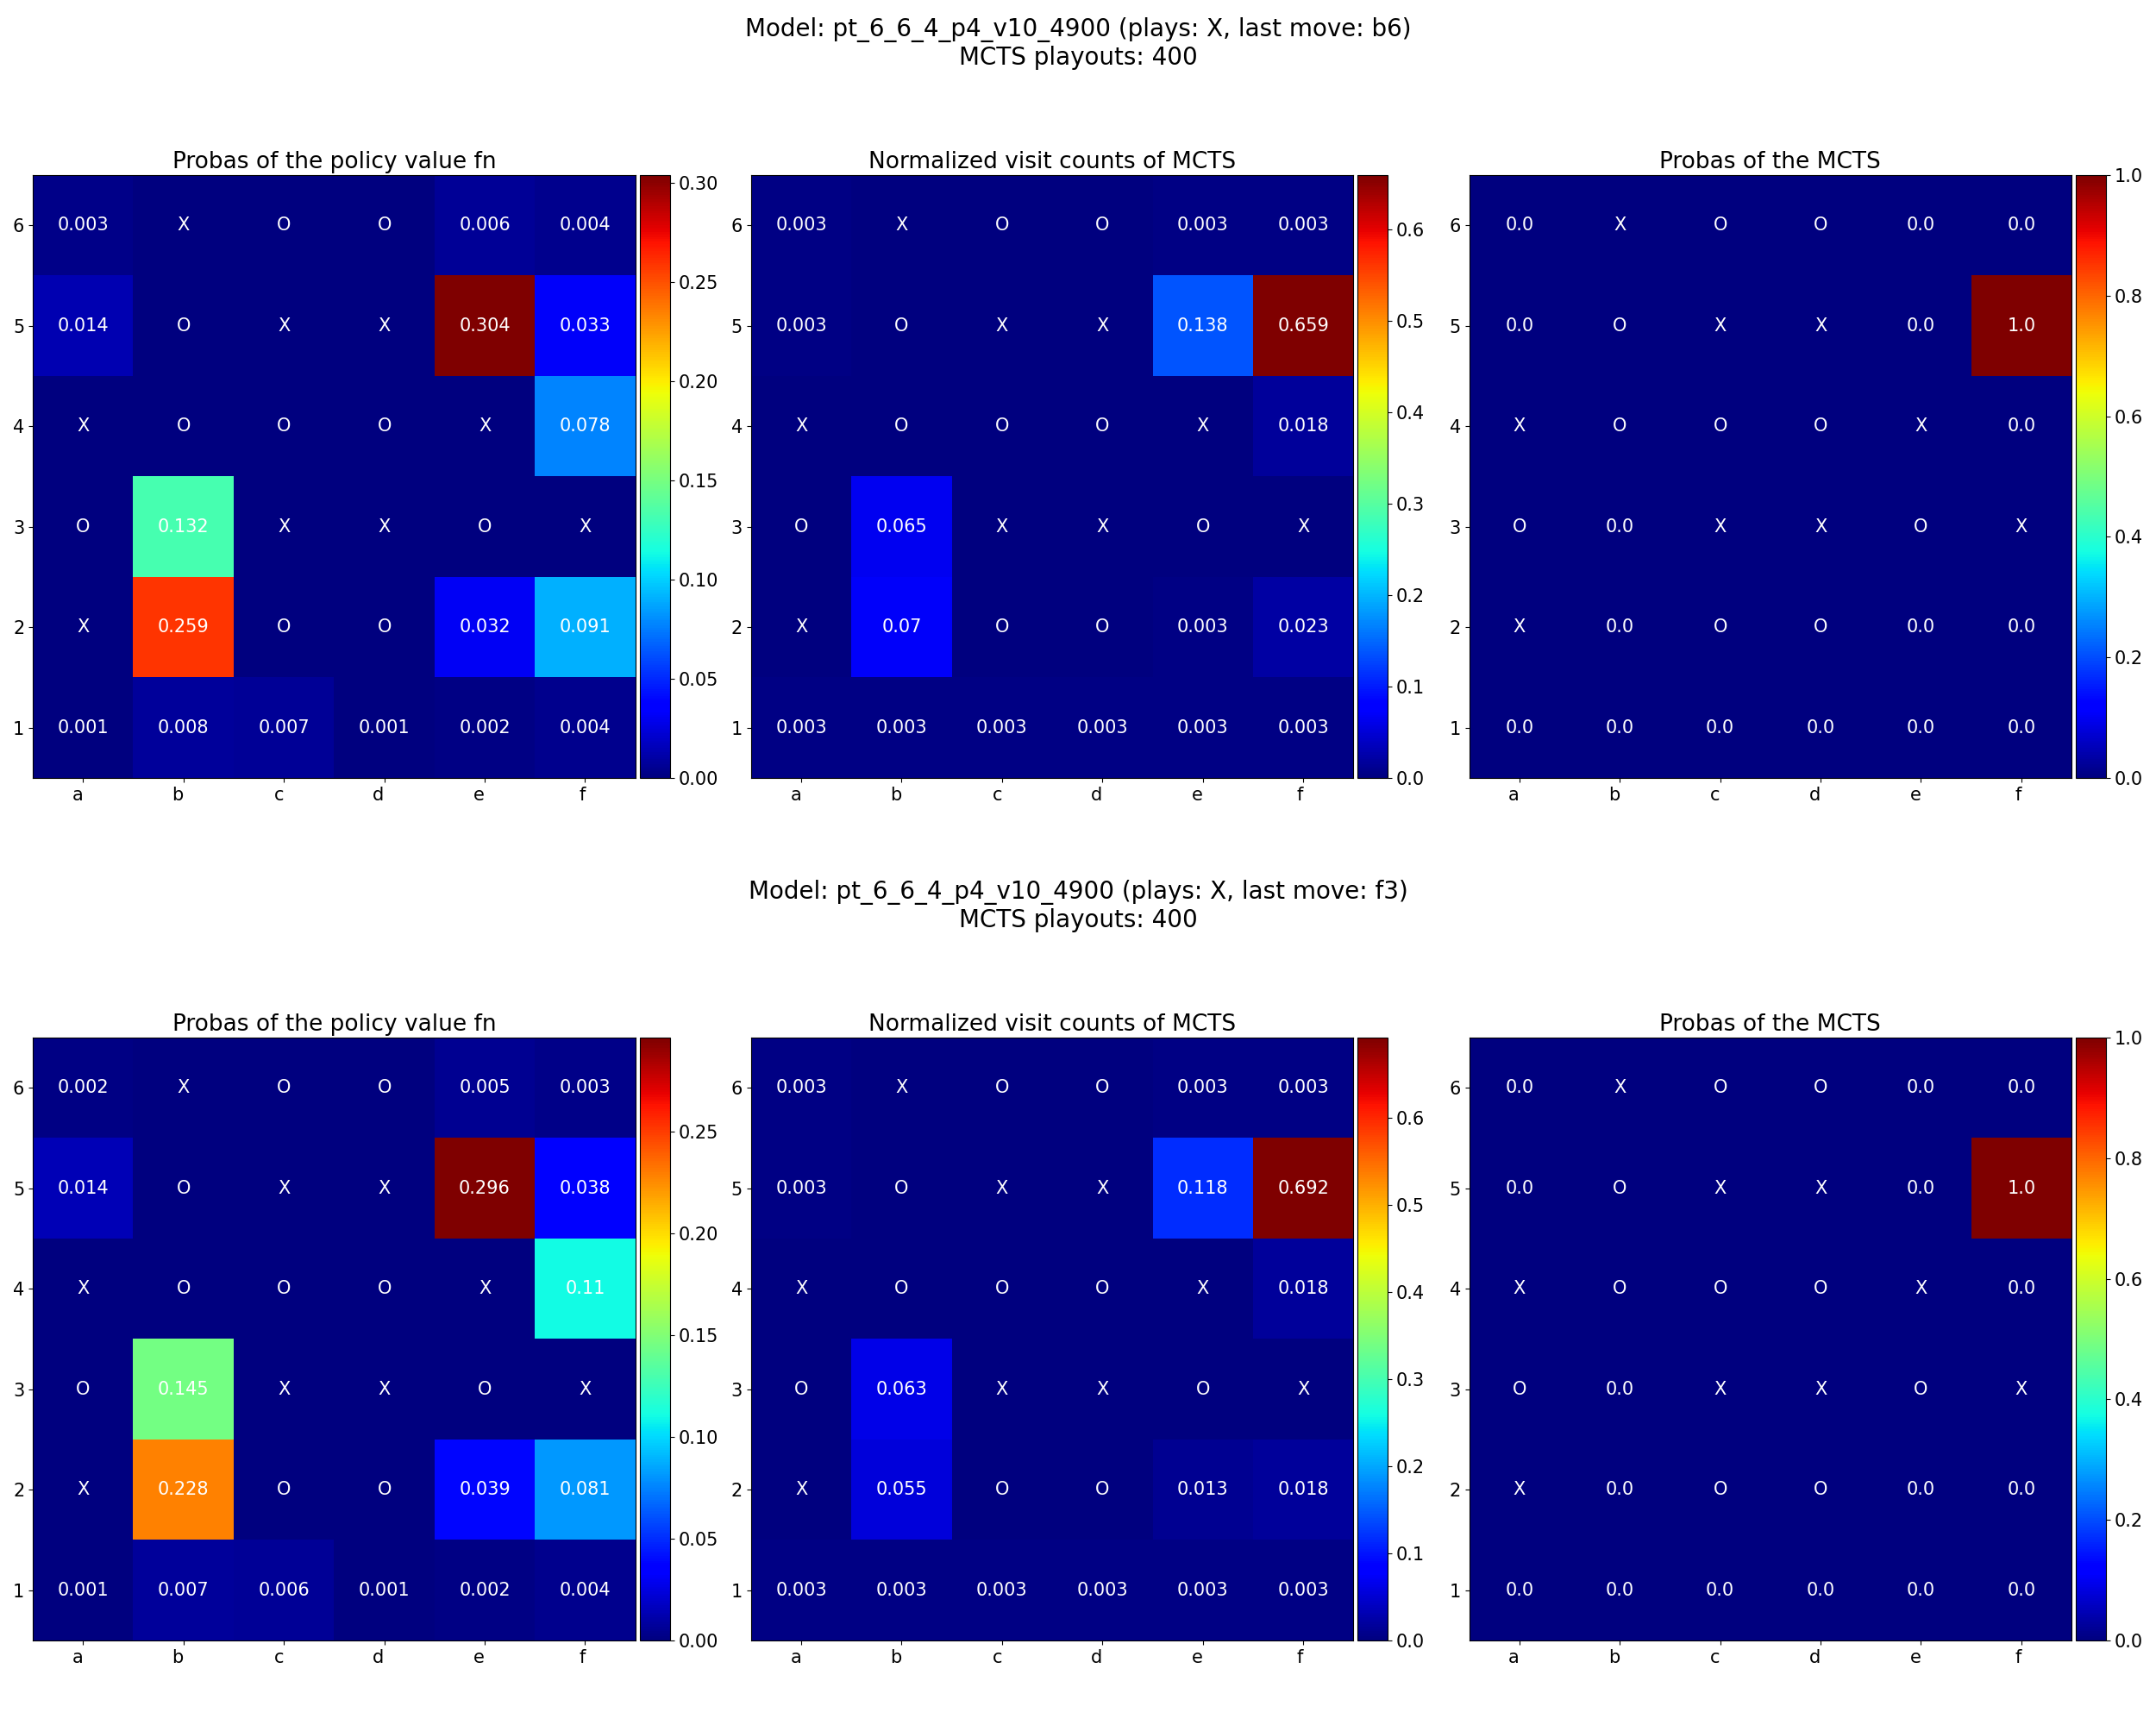 Model: pt_6_6_4_p4_v10_4900 (plays: X, last move: b6)
MCTS playouts: 400
Probas of the policy value fn
6 0.003 X O O 0.006 0.004
5 0.014 O X X 0.304 0.033
4 X O O O X 0.078
3 O 0.132 X X O X
2 X 0.259 O O 0.032 0.091
1 0.001 0.008 0.007 0.001 0.002 0.004
a b c d e f
0.30
0.25
0.20
0.15
0.10
0.05
0.00
Normalized visit counts of MCTS
6 0.003 X O O 0.003 0.003
5 0.003 O X X 0.138 0.659
4 X O O O X 0.018
3 O 0.065 X X O X
2 X 0.07 O O 0.003 0.023
1 0.003 0.003 0.003 0.003 0.003 0.003
a b c d e f
0.6
0.5
0.4
0.3
0.2
0.1
0.0
Probas of the MCTS
6 0.0 X O O 0.0 0.0
5 0.0 O X X 0.0 1.0
4 X O O O X 0.0
3 O 0.0 X X O X
2 X 0.0 O O 0.0 0.0
1 0.0 0.0 0.0 0.0 0.0 0.0
a b c d e f
1.0
0.8
0.6
0.4
0.2
0.0
Model: pt_6_6_4_p4_v10_4900 (plays: X, last move: f3)
MCTS playouts: 400
Probas of the policy value fn
6 0.002 X O O 0.005 0.003
5 0.014 O X X 0.296 0.038
4 X O O O X 0.11
3 O 0.145 X X O X
2 X 0.228 O O 0.039 0.081
1 0.001 0.007 0.006 0.001 0.002 0.004
a b c d e f
0.25
0.20
0.15
0.10
0.05
0.00
Normalized visit counts of MCTS
6 0.003 X O O 0.003 0.003
5 0.003 O X X 0.118 0.692
4 X O O O X 0.018
3 O 0.063 X X O X
2 X 0.055 O O 0.013 0.018
1 0.003 0.003 0.003 0.003 0.003 0.003
a b c d e f
0.6
0.5
0.4
0.3
0.2
0.1
0.0
Probas of the MCTS
6 0.0 X O O 0.0 0.0
5 0.0 O X X 0.0 1.0
4 X O O O X 0.0
3 O 0.0 X X O X
2 X 0.0 O O 0.0 0.0
1 0.0 0.0 0.0 0.0 0.0 0.0
a b c d e f
1.0
0.8
0.6
0.4
0.2
0.0